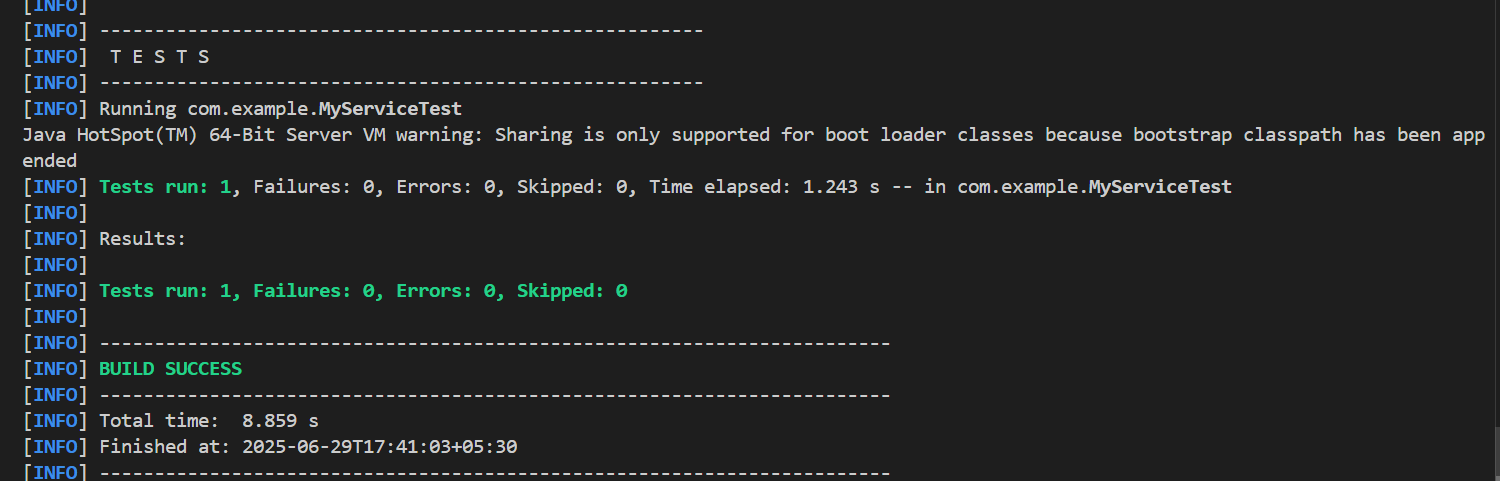 [INFO]
[INFO] -------------------------------------------------------
[INFO]  T E S T S
[INFO] -------------------------------------------------------
[INFO] Running com.example.MyServiceTest
Java HotSpot(TM) 64-Bit Server VM warning: Sharing is only supported for boot loader classes because bootstrap classpath has been app
ended
[INFO] Tests run: 1, Failures: 0, Errors: 0, Skipped: 0, Time elapsed: 1.243 s -- in com.example.MyServiceTest
[INFO]
[INFO] Results:
[INFO]
[INFO] Tests run: 1, Failures: 0, Errors: 0, Skipped: 0
[INFO]
[INFO] ------------------------------------------------------------------------
[INFO] BUILD SUCCESS
[INFO] ------------------------------------------------------------------------
[INFO] Total time:  8.859 s
[INFO] Finished at: 2025-06-29T17:41:03+05:30
[INFO] ------------------------------------------------------------------------